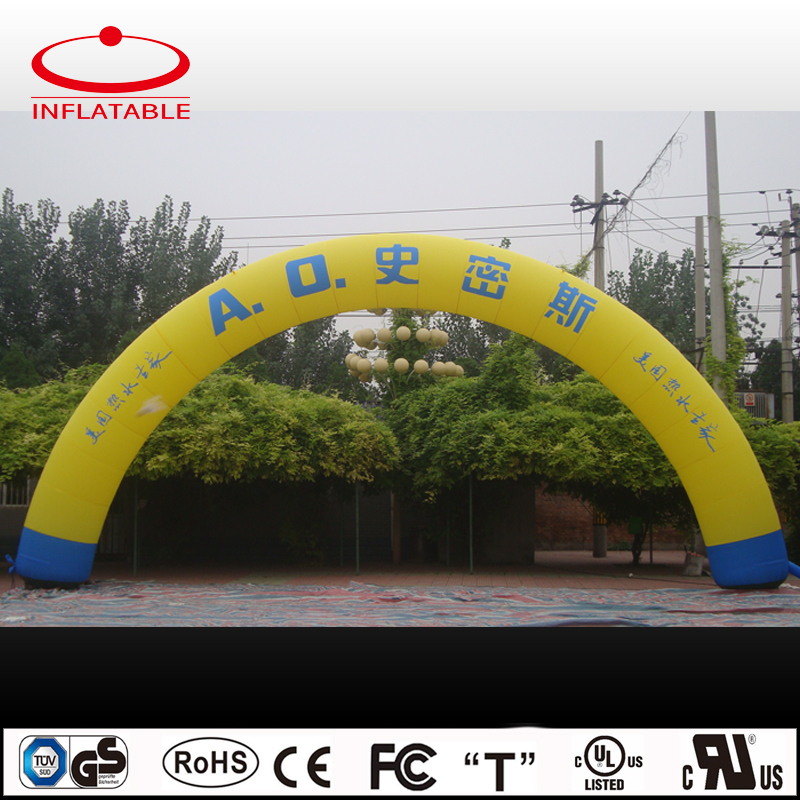 INFLATABLE
A.O.史密斯
美国热水专家
美国热水专家
TÜV SÜD GS geprüfte Sicherheit RoHS CE FC "T" C UL US LISTED C RU US